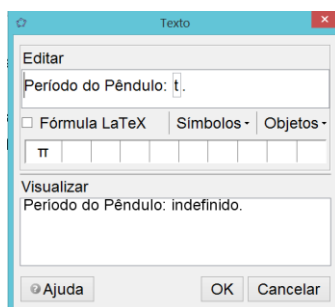 Texto
Editar
Período do Pêndulo: t.
Fórmula LaTeX Símbolos Objetos
π
Visualizar
Período do Pêndulo: indefinido.
Ajuda OK Cancelar